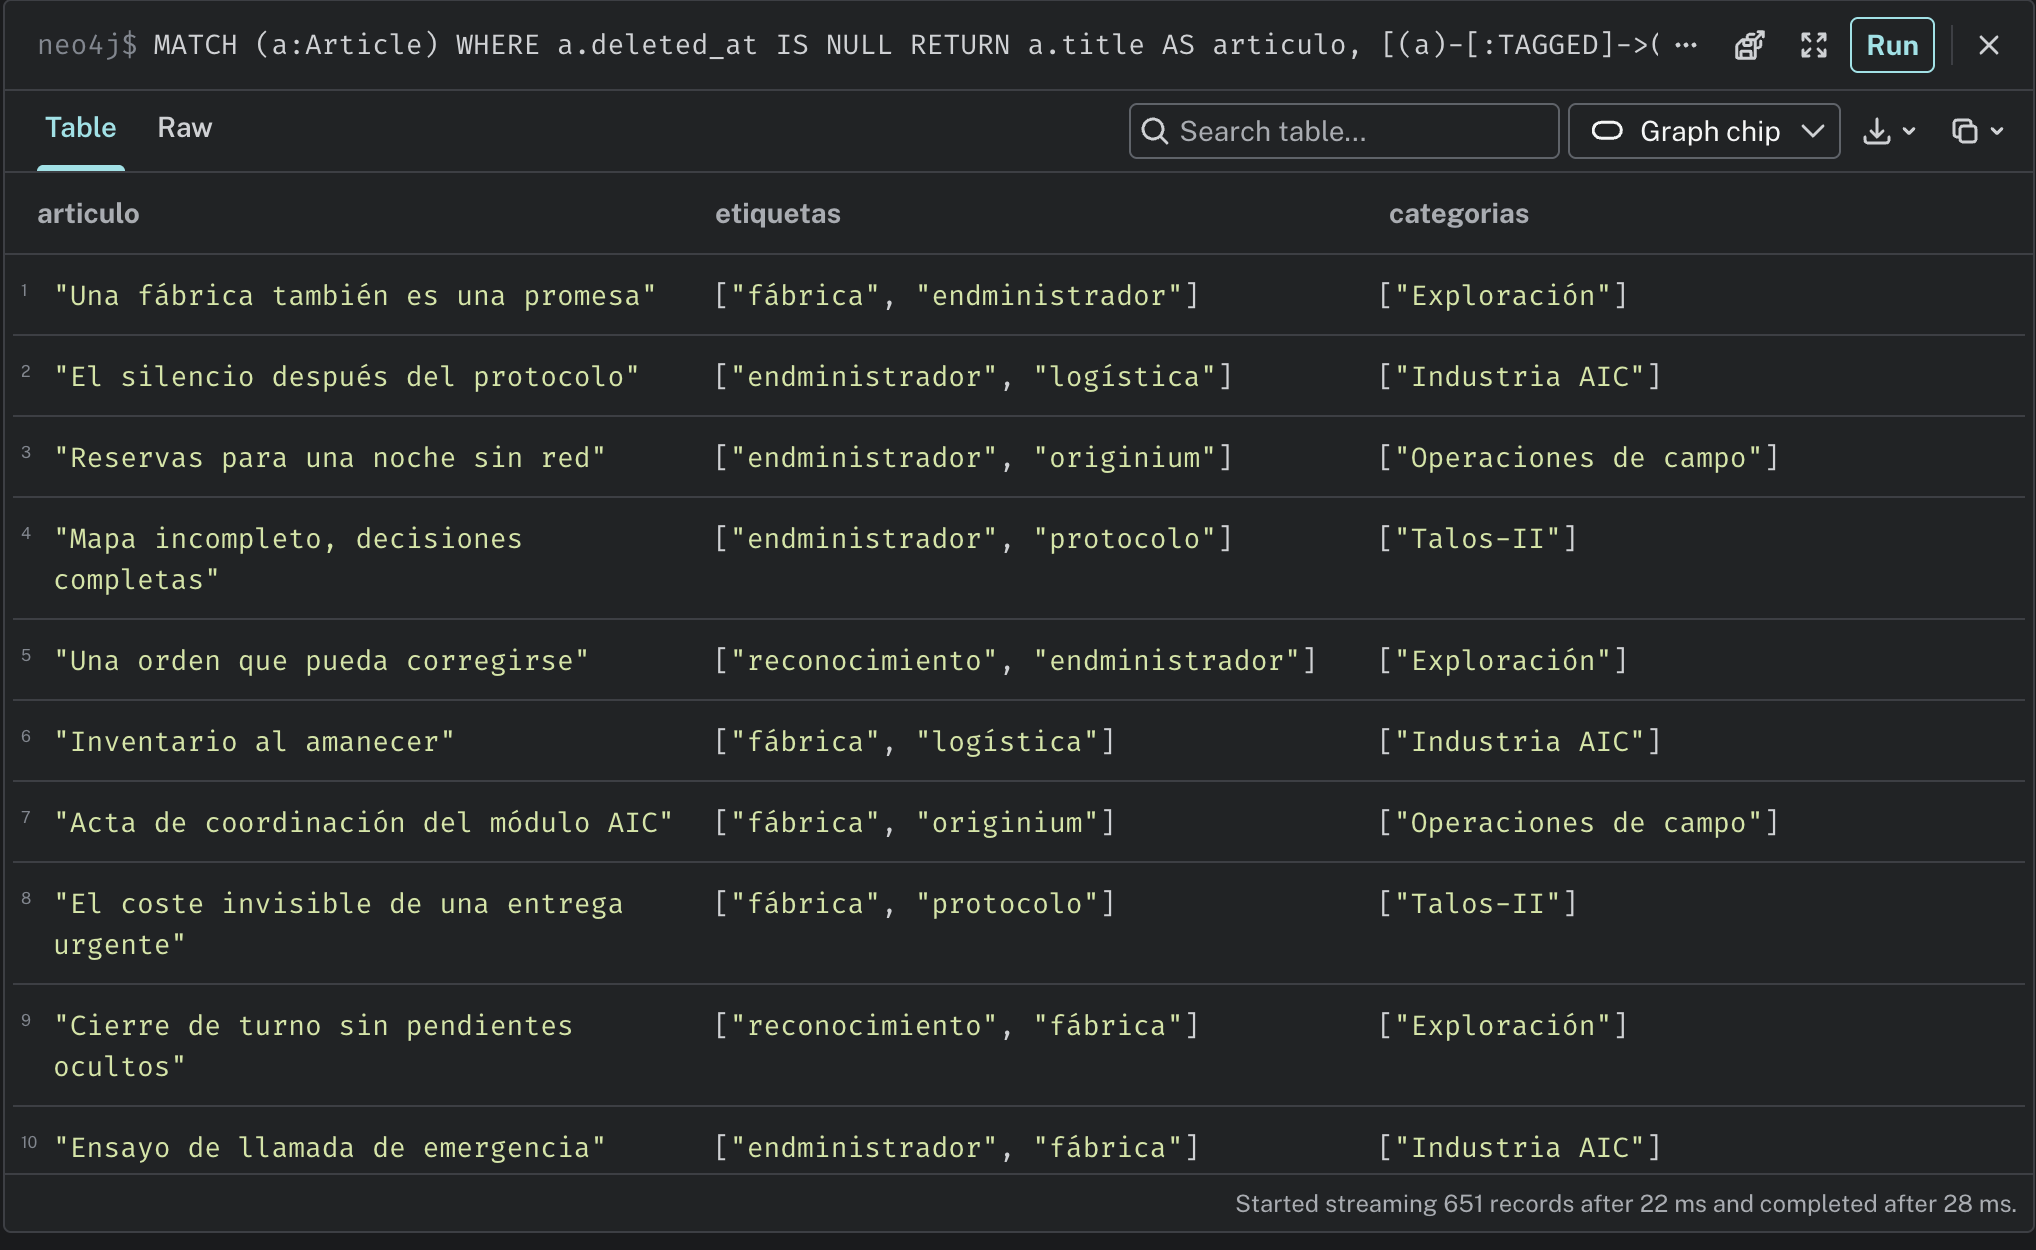 neo4j$ MATCH (a:Article) WHERE a.deleted_at IS NULL RETURN a.title AS articulo, [(a)-[:TAGGED]->( ··· Run
Table Raw Search table... Graph chip
articulo etiquetas categorias
1 "Una fábrica también es una promesa" ["fábrica", "endministrador"] ["Exploración"]
2 "El silencio después del protocolo" ["endministrador", "logística"] ["Industria AIC"]
3 "Reservas para una noche sin red" ["endministrador", "originium"] ["Operaciones de campo"]
4 "Mapa incompleto, decisiones ["endministrador", "protocolo"] ["Talos-II"]
completas"
5 "Una orden que pueda corregirse" ["reconocimiento", "endministrador"] ["Exploración"]
6 "Inventario al amanecer" ["fábrica", "logística"] ["Industria AIC"]
7 "Acta de coordinación del módulo AIC" ["fábrica", "originium"] ["Operaciones de campo"]
8 "El coste invisible de una entrega ["fábrica", "protocolo"] ["Talos-II"]
urgente"
9 "Cierre de turno sin pendientes ["reconocimiento", "fábrica"] ["Exploración"]
ocultos"
10 "Ensayo de llamada de emergencia" ["endministrador", "fábrica"] ["Industria AIC"]
Started streaming 651 records after 22 ms and completed after 28 ms.